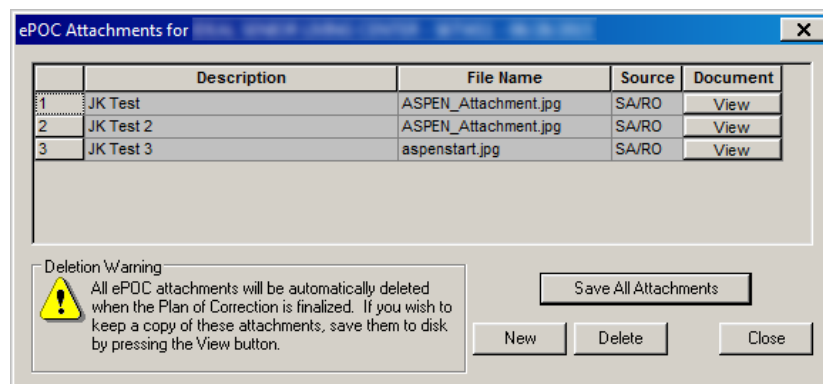 ePOC Attachments for
Description File Name Source Document
1 JK Test ASPEN_Attachment.jpg SA/RO View
2 JK Test 2 ASPEN_Attachment.jpg SA/RO View
3 JK Test 3 aspenstart.jpg SA/RO View
Deletion Warning
All ePOC attachments will be automatically deleted
when the Plan of Correction is finalized. If you wish to
keep a copy of these attachments, save them to disk
by pressing the View button.
Save All Attachments
New Delete Close